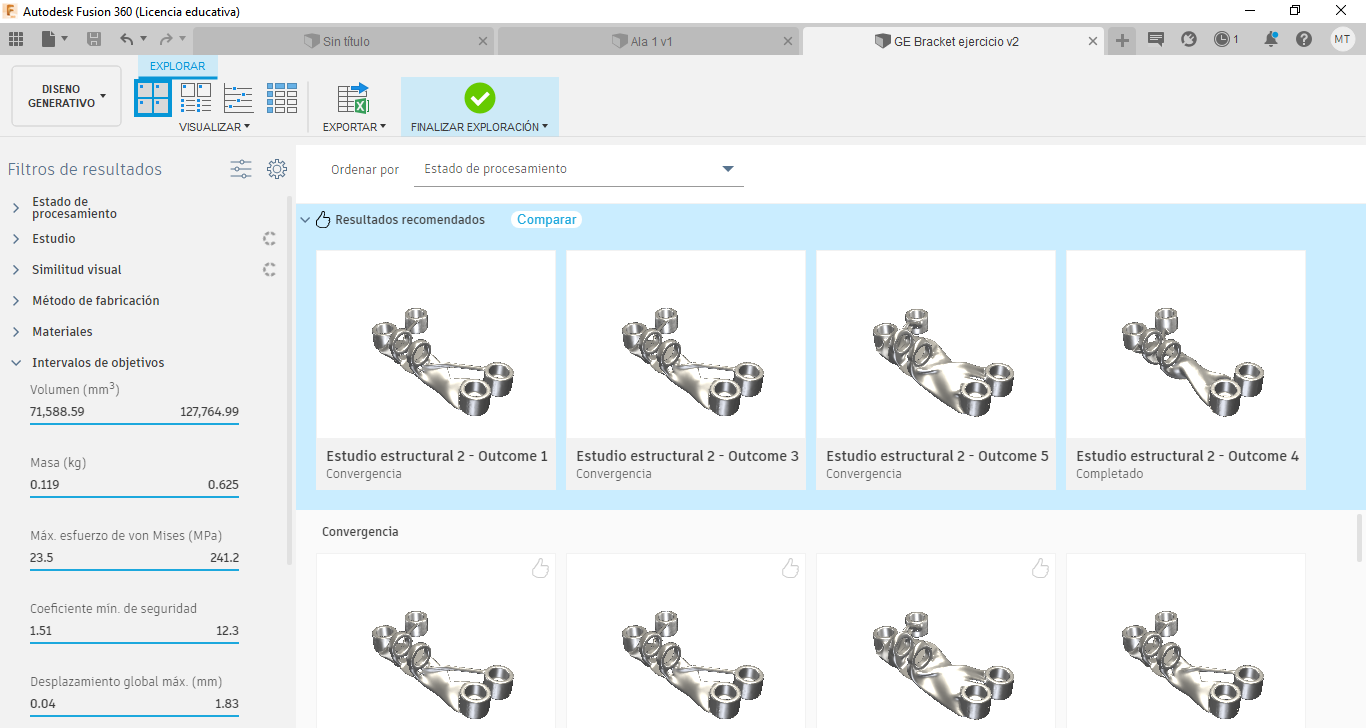 Autodesk Fusion 360 (Licencia educativa)
Sin título
Ala 1 v1
GE Bracket ejercicio v2
1
MT
EXPLORAR
DISENO
GENERATIVO
VISUALIZAR
EXPORTAR
FINALIZAR EXPLORACIÓN
Filtros de resultados
Estado de
procesamiento
Estudio
Similitud visual
Método de fabricación
Materiales
Intervalos de objetivos
Volumen (mm³)
71,588.59 127,764.99
Masa (kg)
0.119 0.625
Máx. esfuerzo de von Mises (MPa)
23.5 241.2
Coeficiente mín. de seguridad
1.51 12.3
Desplazamiento global máx. (mm)
0.04 1.83
Ordenar por Estado de procesamiento
Resultados recomendados Comparar
Estudio estructural 2 - Outcome 1
Convergencia
Estudio estructural 2 - Outcome 3
Convergencia
Estudio estructural 2 - Outcome 5
Convergencia
Estudio estructural 2 - Outcome 4
Completado
Convergencia